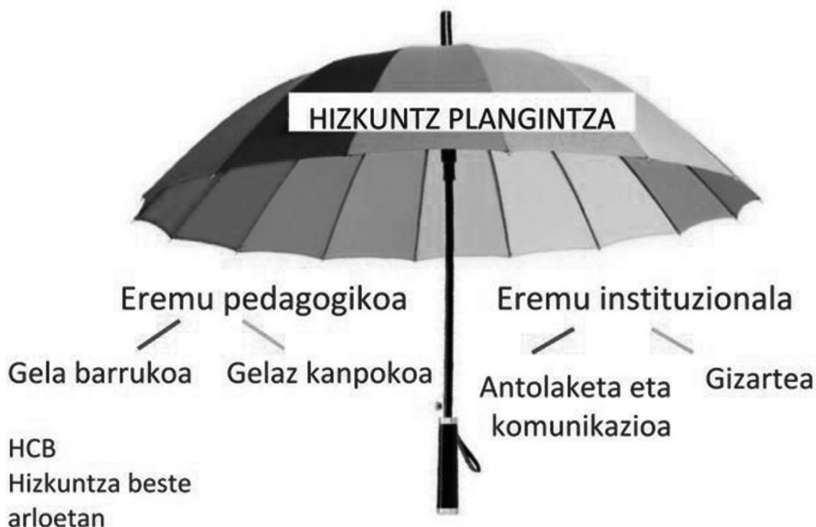 HIZKUNTZ PLANGINTZA
Eremu pedagogikoa
Eremu instituzionala
Gela barrukoa
Gelaz kanpokoa
Antolaketa eta
komunikazioa
Gizartea
HCB
Hizkuntza beste
arloetan